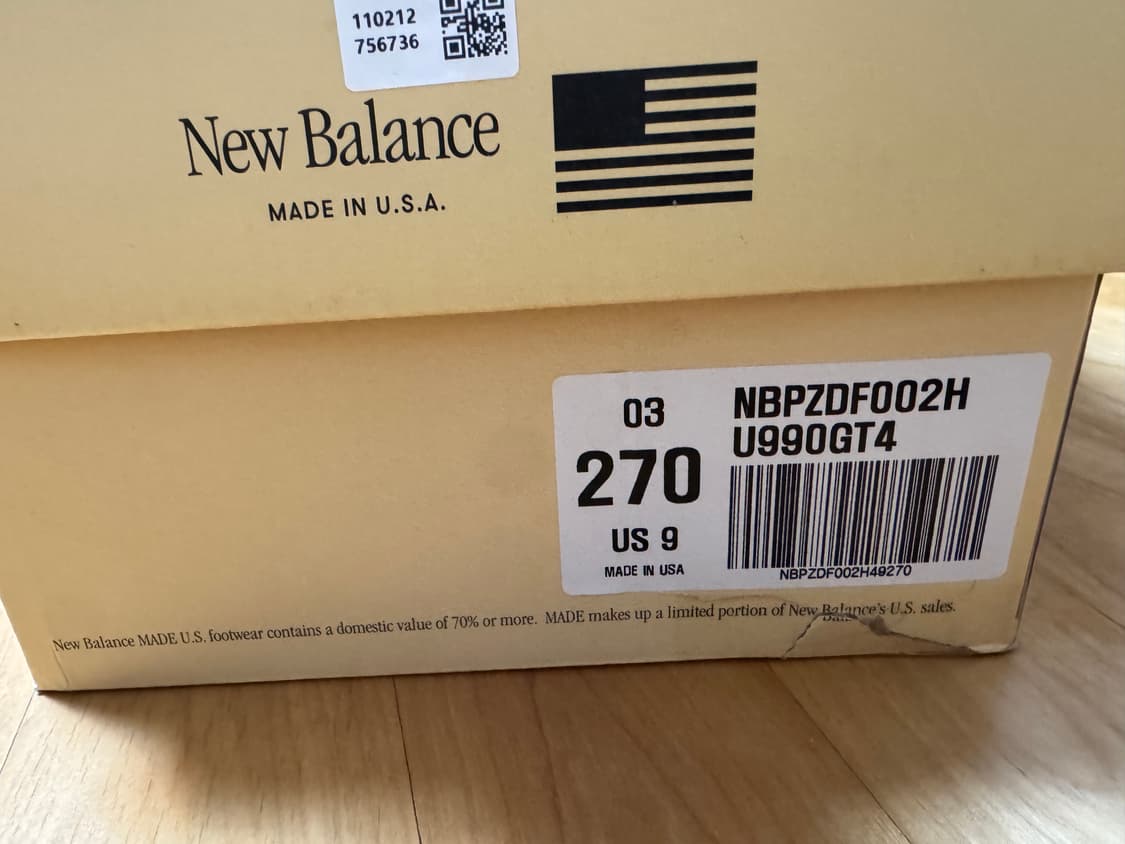 110212
756736
New Balance
MADE IN U.S.A.
03
270
US 9
MADE IN USA
NBPZDF002H
U990GT4
NBPZDF002H49270
New Balance MADE U.S. footwear contains a domestic value of 70% or more. MADE makes up a limited portion of New Balance's U.S. sales.